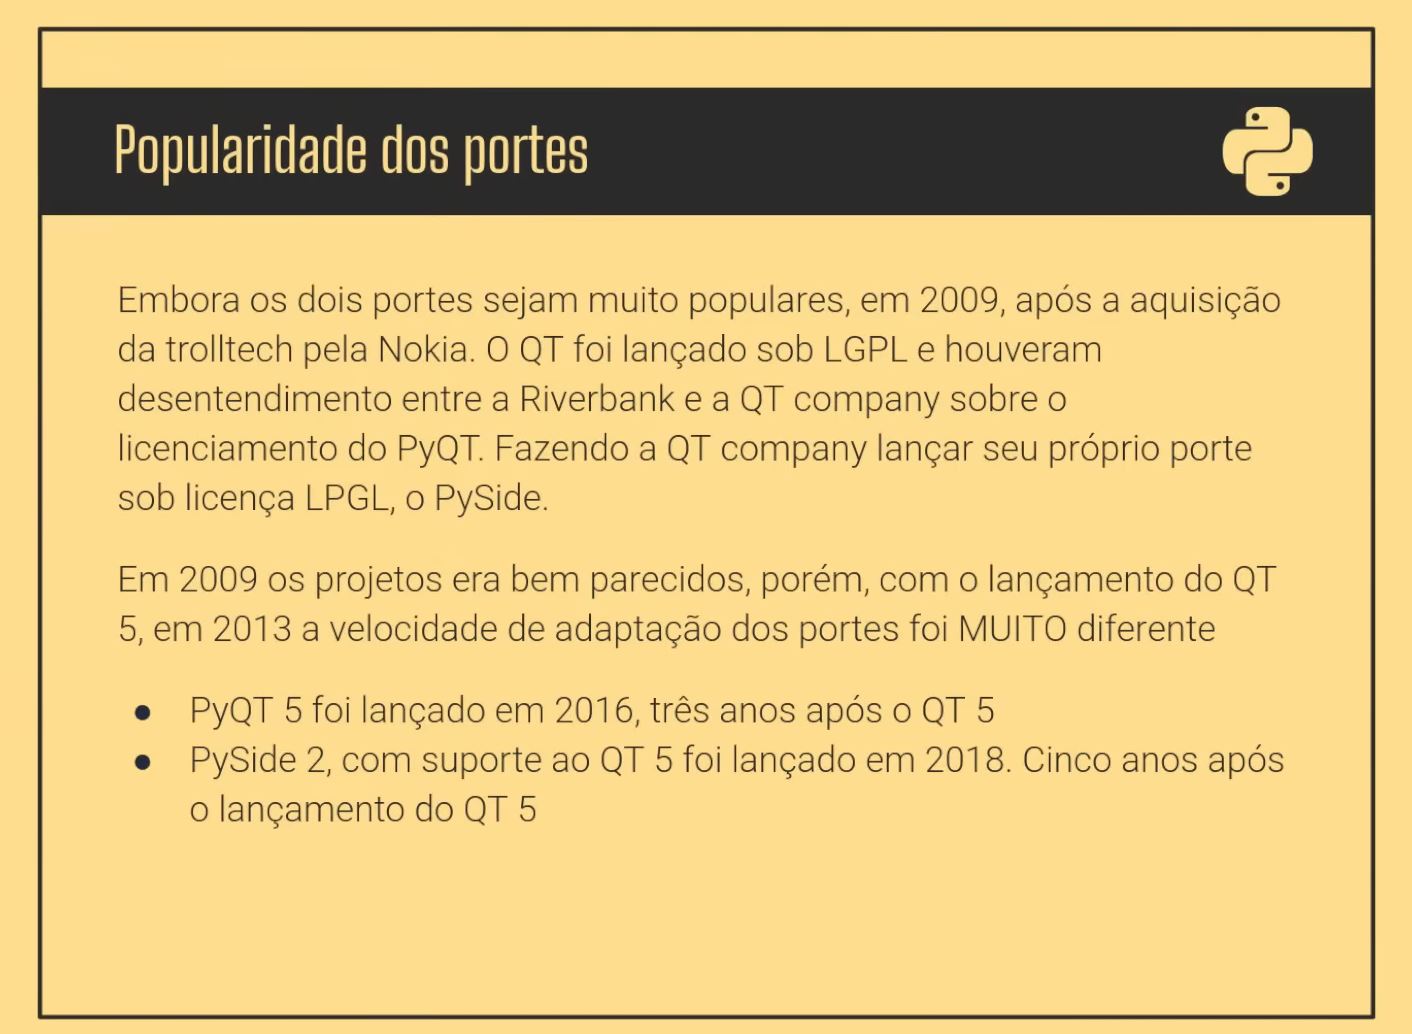 Popularidade dos portes
Embora os dois portes sejam muito populares, em 2009, após a aquisição
da trolltech pela Nokia. O QT foi lançado sob LGPL e houveram
desentendimento entre a Riverbank e a QT company sobre o
licenciamento do PyQT. Fazendo a QT company lançar seu próprio porte
sob licença LPGL, o PySide.
Em 2009 os projetos era bem parecidos, porém, com o lançamento do QT
5, em 2013 a velocidade de adaptação dos portes foi MUITO diferente
● PyQT 5 foi lançado em 2016, três anos após o QT 5
● PySide 2, com suporte ao QT 5 foi lançado em 2018. Cinco anos após
o lançamento do QT 5